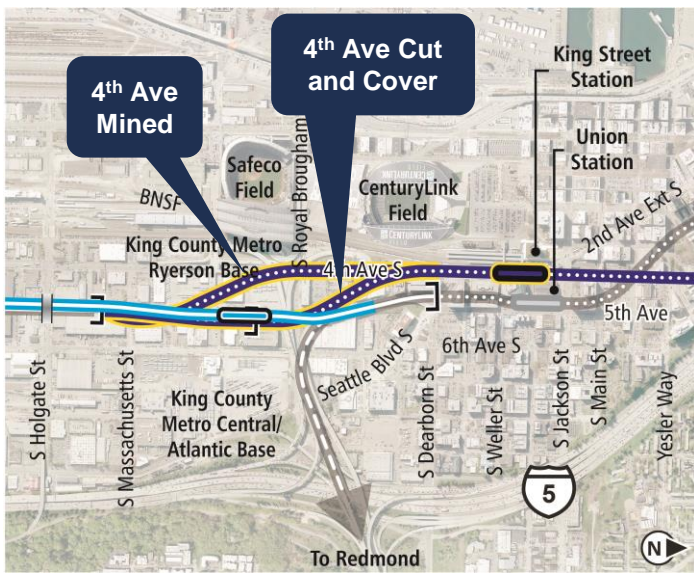 4th Ave
Mined
4th Ave Cut
and Cover
King Street
Station
Union
Station
Safeco
Field
S Royal Brougham
CenturyLink
Field
CENTURYLINK
BNSF
King County Metro
Ryerson Base
4th Ave S
2nd Ave Ext S
5th Ave
6th Ave S
Seattle Blvd S
S Holgate St
S Massachusetts St
King County
Metro Central/
Atlantic Base
S Dearborn St
S Weller St
S Jackson St
S Main St
Yesler Way
5
To Redmond
N